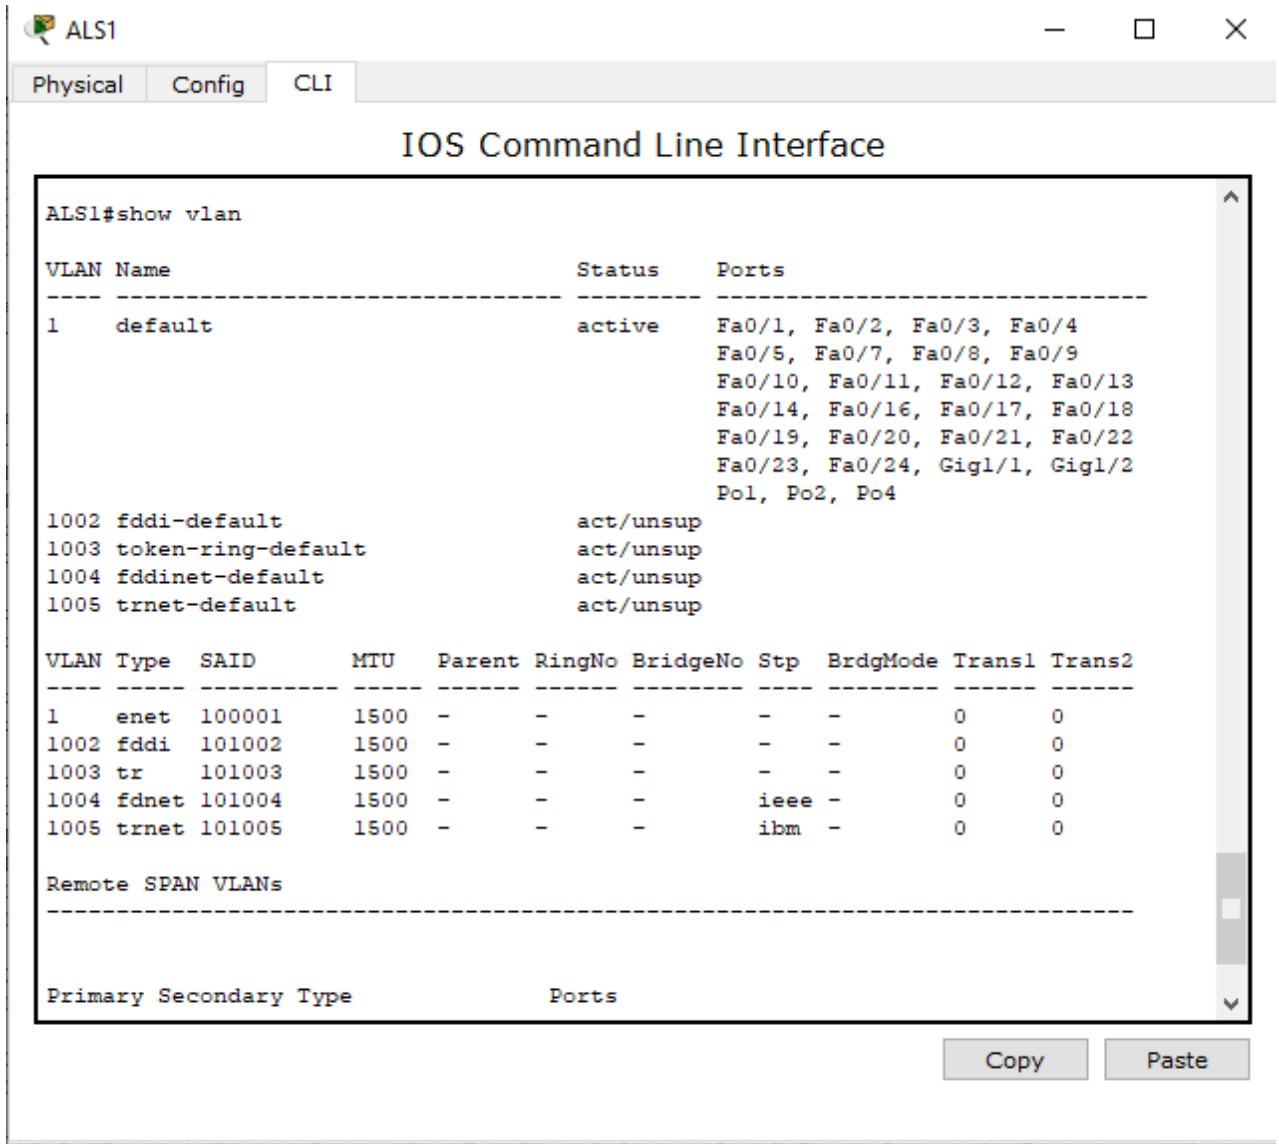 ALS1
Physical Config CLI
IOS Command Line Interface
ALS1#show vlan
VLAN Name                             Status    Ports
---- -------------------------------- --------- -------------------------------
1    default                          active    Fa0/1, Fa0/2, Fa0/3, Fa0/4
                                                Fa0/5, Fa0/7, Fa0/8, Fa0/9
                                                Fa0/10, Fa0/11, Fa0/12, Fa0/13
                                                Fa0/14, Fa0/16, Fa0/17, Fa0/18
                                                Fa0/19, Fa0/20, Fa0/21, Fa0/22
                                                Fa0/23, Fa0/24, Gig1/1, Gig1/2
                                                Po1, Po2, Po4
1002 fddi-default                     act/unsup
1003 token-ring-default               act/unsup
1004 fddinet-default                  act/unsup
1005 trnet-default                    act/unsup
VLAN Type  SAID       MTU   Parent RingNo BridgeNo Stp  BrdgMode Trans1 Trans2
---- ----- ---------- ----- ------ ------ -------- ---- -------- ------ ------
1    enet  100001     1500  -      -      -        -    -        0      0
1002 fddi  101002     1500  -      -      -        -    -        0      0
1003 tr    101003     1500  -      -      -        -    -        0      0
1004 fdnet 101004     1500  -      -      -        ieee -        0      0
1005 trnet 101005     1500  -      -      -        ibm  -        0      0
Remote SPAN VLANs
------------------------------------------------------------------------------
Primary Secondary Type              Ports
Copy Paste